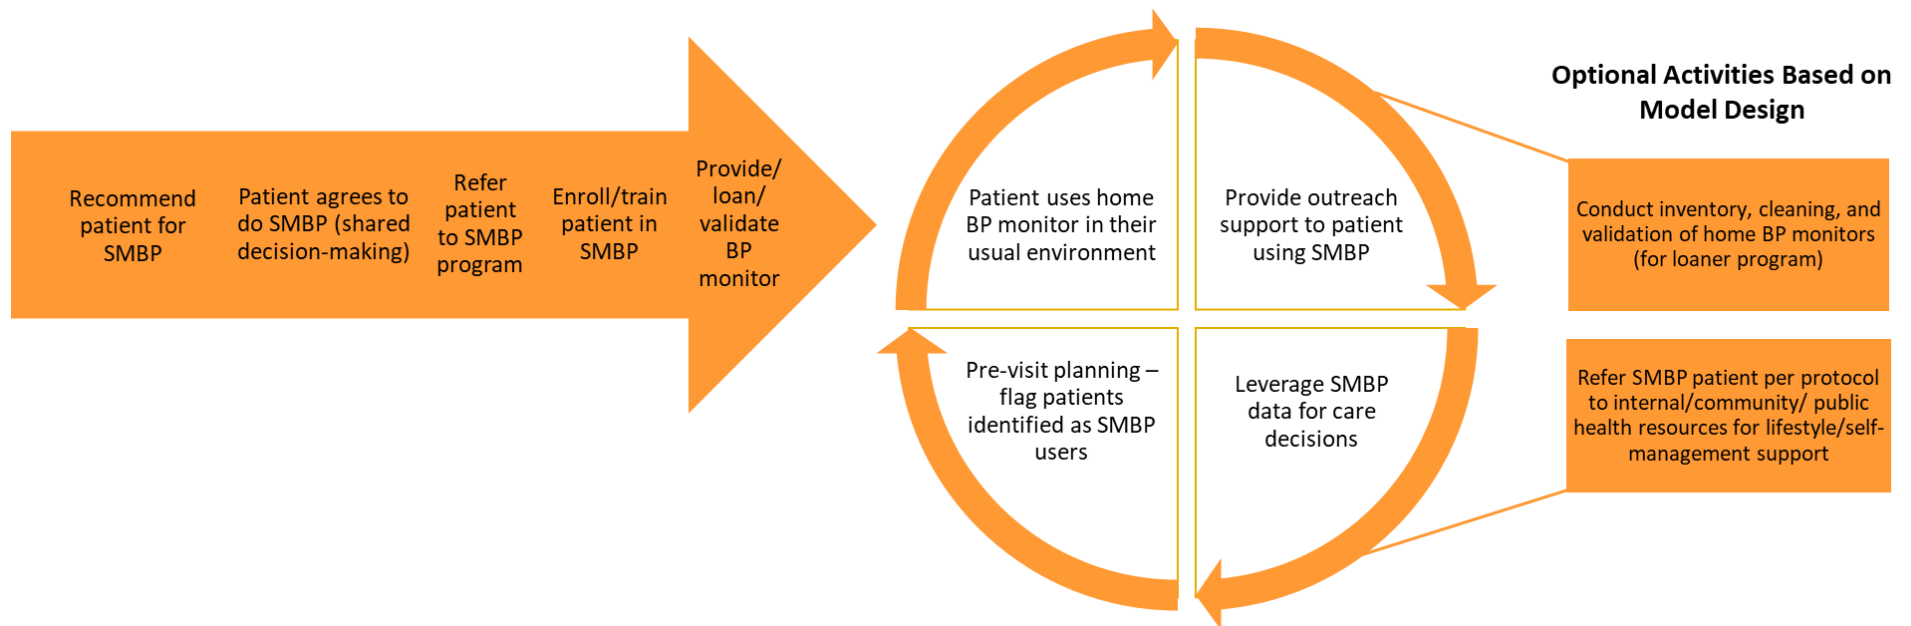 Recommend
patient for
SMBP
Patient agrees to
do SMBP (shared
decision-making)
Refer
patient
to SMBP
program
Enroll/train
patient in
SMBP
Provide/
loan/
validate
BP
monitor
Patient uses home
BP monitor in their
usual environment
Provide outreach
support to patient
using SMBP
Pre-visit planning –
flag patients
identified as SMBP
users
Leverage SMBP
data for care
decisions
Optional Activities Based on
Model Design
Conduct inventory, cleaning, and
validation of home BP monitors
(for loaner program)
Refer SMBP patient per protocol
to internal/community/ public
health resources for lifestyle/self-
management support